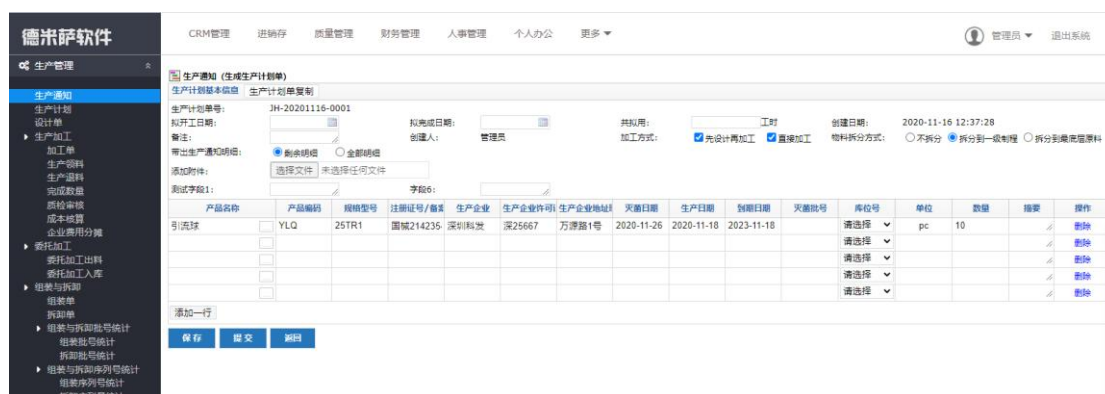 德米萨软件
CRM管理 进销存 质量管理 财务管理 人事管理 个人办公 更多 管理员 退出系统
生产管理
生产通知
生产计划
设计单
生产加工
加工单
生产领料
生产退料
完成数量
质检审核
成本核算
企业费用分摊
委托加工
委托加工出料
委托加工入库
组装与拆卸
组装单
拆卸单
组装与拆卸批号统计
组装批号统计
拆卸批号统计
组装与拆卸序列号统计
组装序列号统计
生产通知（生成生产计划单）
生产计划基本信息 生产计划单复制
生产计划单号： JH-20201116-0001
拟开工日期： 拟完成日期： 共拟用： 工时 创建日期： 2020-11-16 12:37:28
备注： 创建人： 管理员 加工方式： 先设计再加工 直接加工 物料拆分方式： 不拆分 拆分到一级制程 拆分到最底层原料
带出生产通知明细： 剩余明细 全部明细
添加附件： 选择文件 未选择任何文件
测试字段1： 字段6：
产品名称 产品编码 规格型号 注册证号/备案 生产企业 生产企业许可证 生产企业地址 灭菌日期 生产日期 到期日期 灭菌批号 库位号 单位 数量 摘要 操作
引流球 YLQ 25TR1 国械214235 深圳科发 深25667 万源路1号 2020-11-26 2020-11-18 2023-11-18 请选择 pc 10 删除
请选择 删除
请选择 删除
请选择 删除
请选择 删除
添加一行
保存 提交 返回